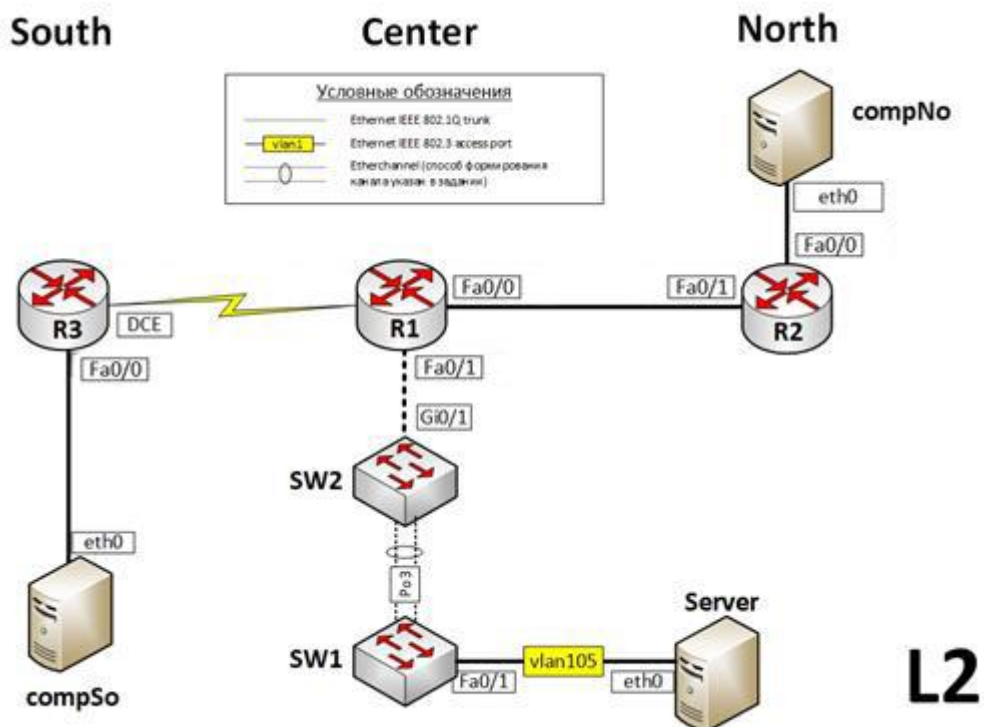 South
Center
North
Условные обозначения
Ethernet IEEE 802.1Q trunk
vlan1
Ethernet IEEE 802.3 access port
Etherchannel (способ формирования
канала указан в задании)
compNo
eth0
Fa0/0
Fa0/0
Fa0/1
R3
DCE
R1
R2
Fa0/0
Fa0/1
Gi0/1
SW2
eth0
Po3
Server
SW1
vlan105
Fa0/1
eth0
compSo
L2